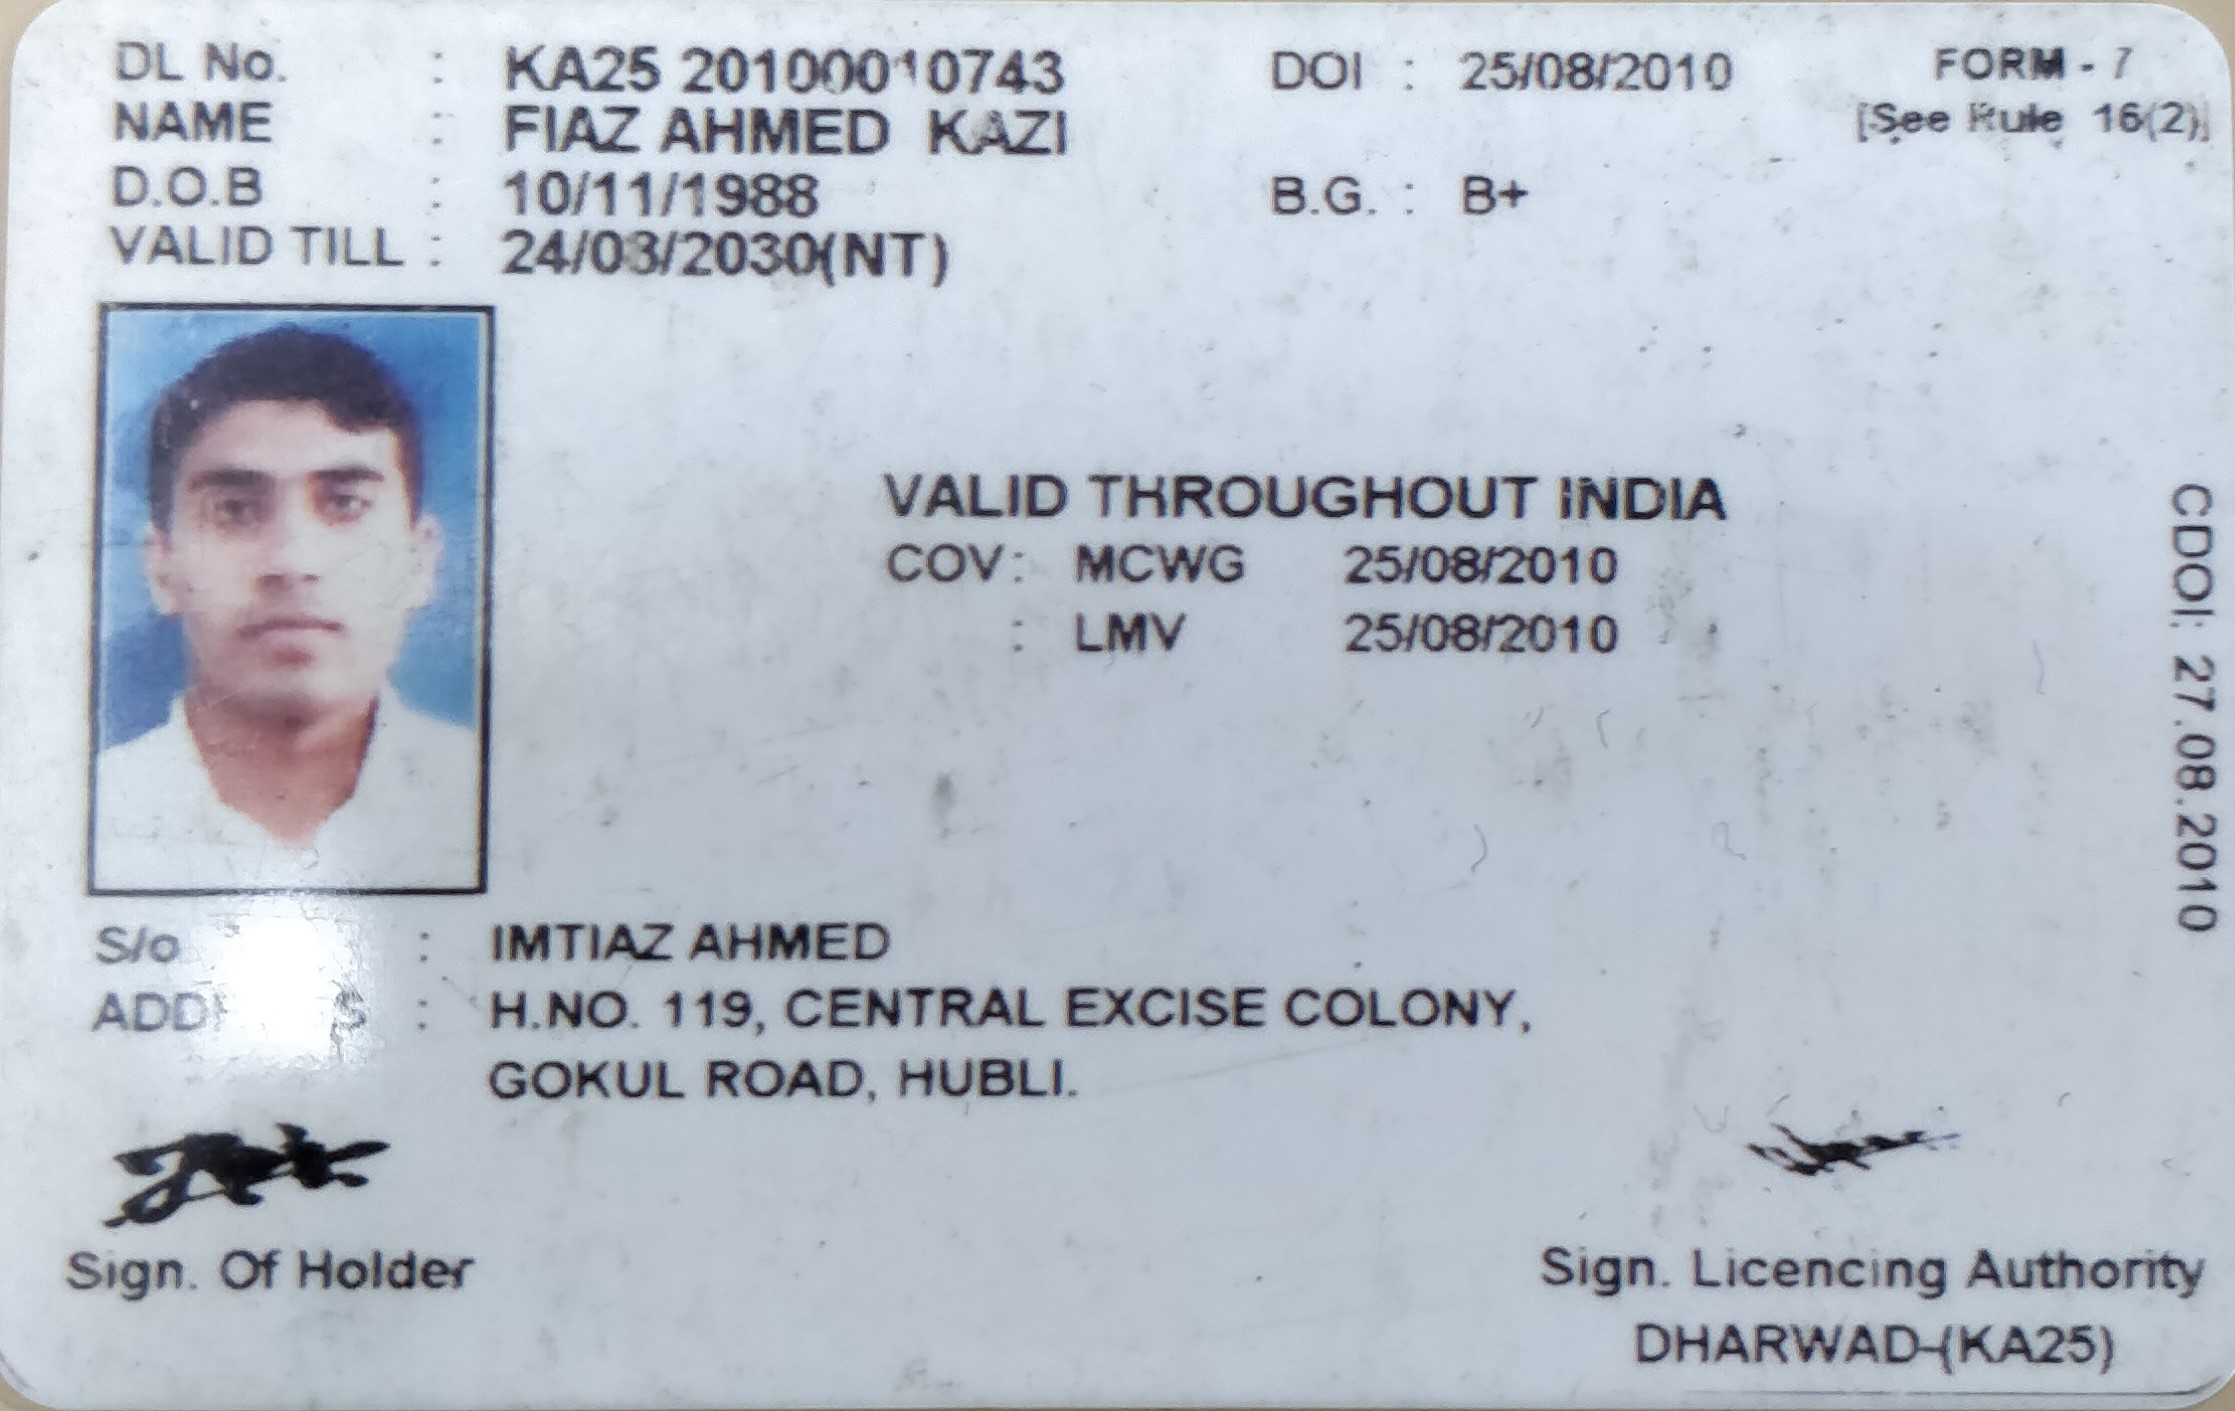 DL No. : KA25 20100010743 DOI : 25/08/2010 FORM - 7
NAME : FIAZ AHMED KAZI [See Rule 16(2)]
D.O.B : 10/11/1988 B.G. : B+
VALID TILL : 24/08/2030(NT)
VALID THROUGHOUT INDIA
COV: MCWG 25/08/2010
: LMV 25/08/2010
CDOI: 27.08.2010
S/o : IMTIAZ AHMED
: H.NO. 119, CENTRAL EXCISE COLONY,
GOKUL ROAD, HUBLI.
Sign. Of Holder
Sign. Licencing Authority
DHARWAD-(KA25)